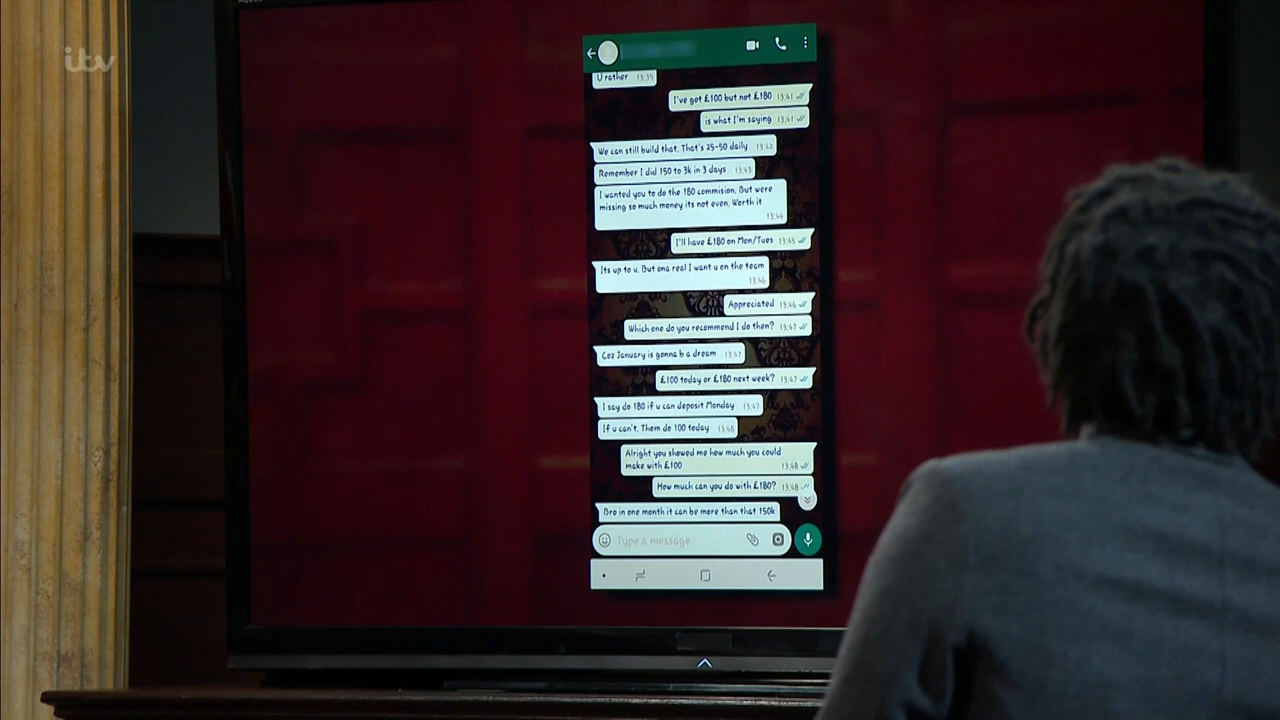 itv
U rather 13:39
I've got £100 but not £180 13:41
is what I'm saying 13:41
We can still build that. That's 25-50 daily 13:42
Remember I did 150 to 3k in 3 days 13:43
I wanted you to do the 180 commision. But were
missing so much money its not even. Worth it
13:44
I'll have £180 on Mon/Tues 13:45
Its up to u. But ona real I want u on the team
13:46
Appreciated 13:46
Which one do you recommend I do then? 13:47
Coz January is gonna b a dream 13:47
£100 today or £180 next week? 13:47
I say do 180 if u can deposit Monday 13:47
If u can't. Them do 100 today 13:48
Alright you showed me how much you could
make with £100 13:48
How much can you do with £180? 13:48
Bro in one month it can be more than that 150k
Type a message